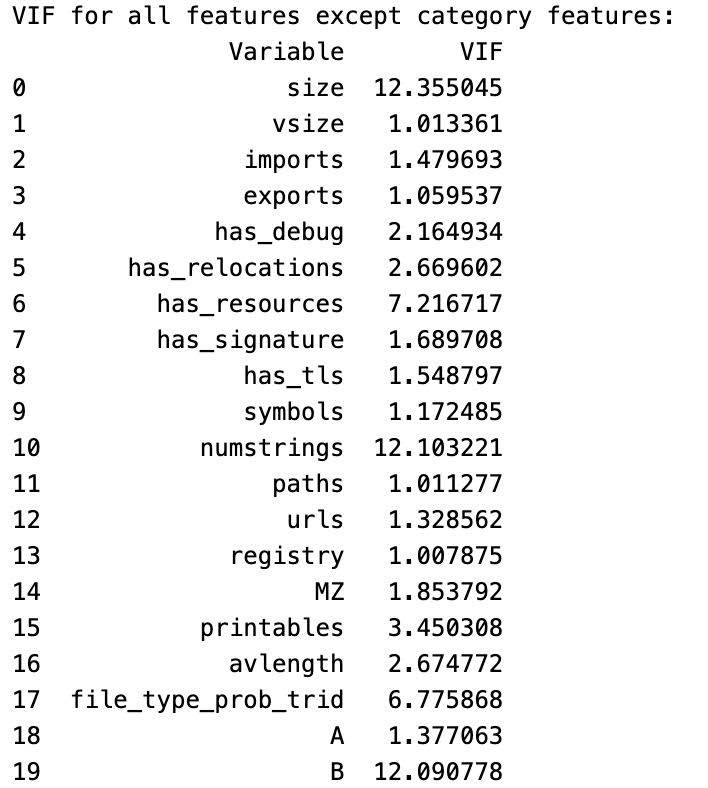 VIF for all features except category features:
Variable VIF
0 size 12.355045
1 vsize 1.013361
2 imports 1.479693
3 exports 1.059537
4 has_debug 2.164934
5 has_relocations 2.669602
6 has_resources 7.216717
7 has_signature 1.689708
8 has_tls 1.548797
9 symbols 1.172485
10 numstrings 12.103221
11 paths 1.011277
12 urls 1.328562
13 registry 1.007875
14 MZ 1.853792
15 printables 3.450308
16 avlength 2.674772
17 file_type_prob_trid 6.775868
18 A 1.377063
19 B 12.090778